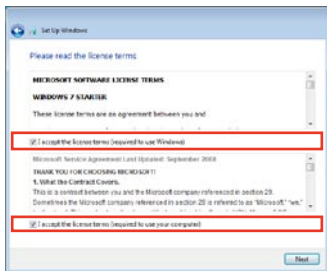 Set Up Windows
Please read the license terms
MICROSOFT SOFTWARE LICENSE TERMS
WINDOWS 7 STARTER
These license terms are an agreement between you and
I accept the license terms (required to use Windows)
Microsoft Service Agreement Last Updated: September 2008
THANK YOU FOR CHOOSING MICROSOFT!
1. What the Contract Covers.
This is a contract between you and the Microsoft company referenced in section 29.
Sometimes the Microsoft company referenced in section 29 is referred to as "Microsoft," "we,"
I accept the license terms (required to use your computer)
Next